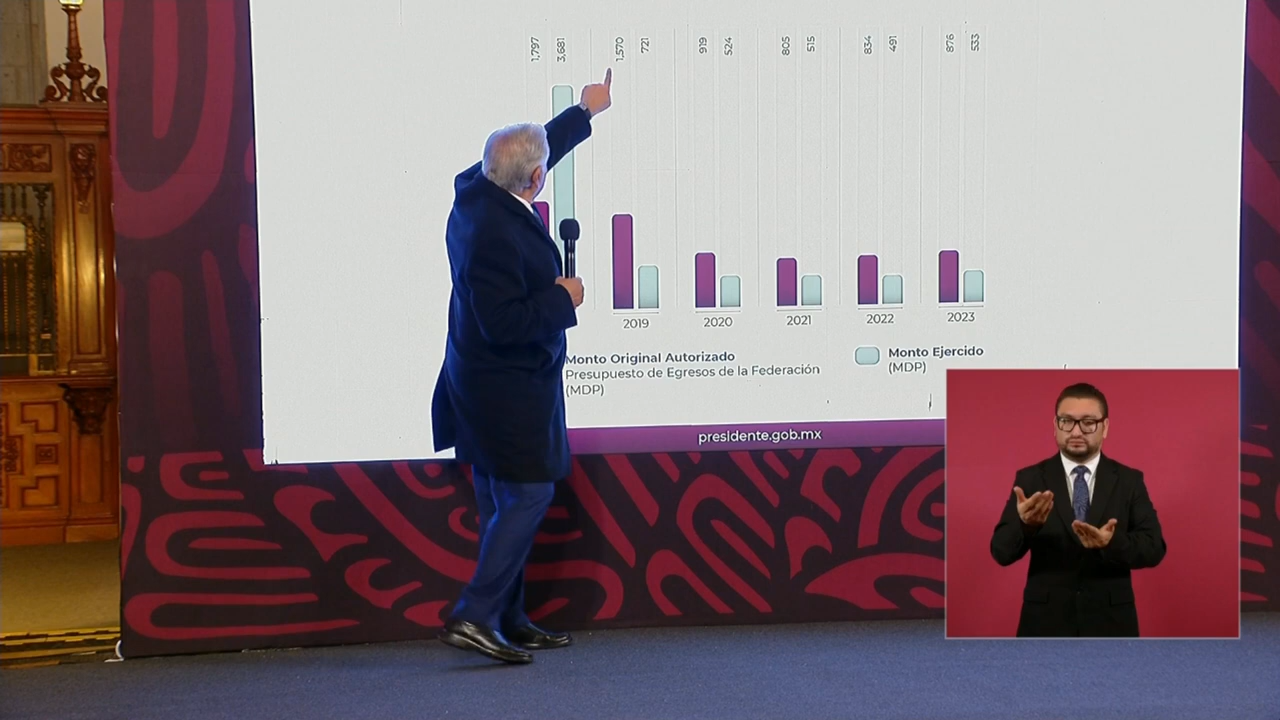 1,797
3,681
1,570
721
919
524
805
515
834
491
876
533
2019
2020
2021
2022
2023
Monto Original Autorizado
Presupuesto de Egresos de la Federación
(MDP)
Monto Ejercido
(MDP)
presidente.gob.mx